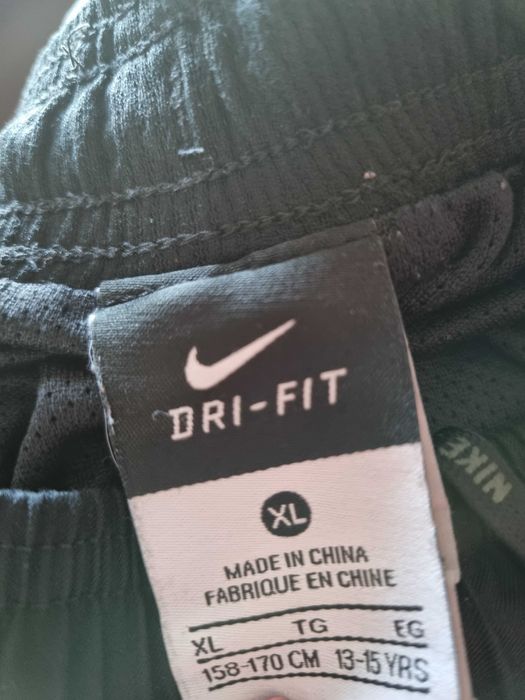 DRI-FIT
XL
MADE IN CHINA
FABRIQUE EN CHINE
XL TG EG
158-170 CM 13-15 YRS
NIKE